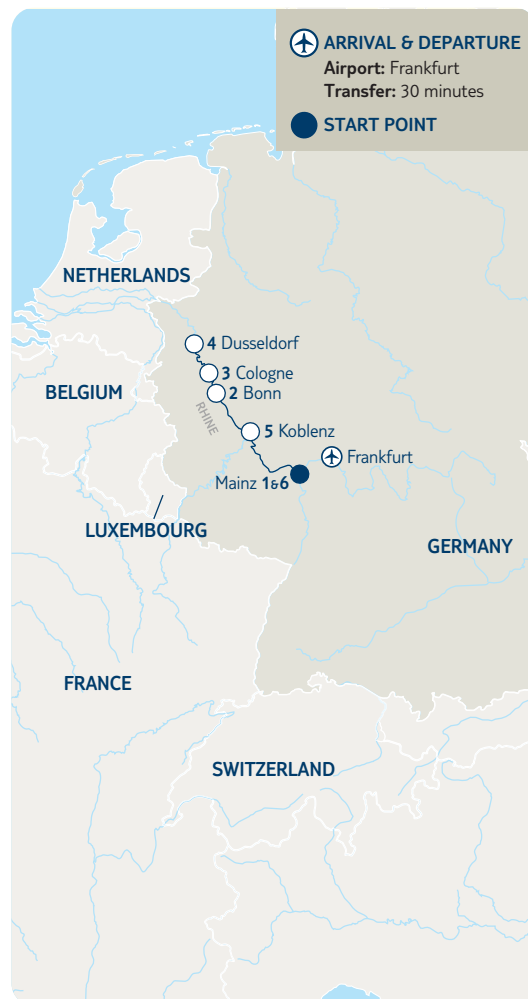 ARRIVAL & DEPARTURE
Airport: Frankfurt
Transfer: 30 minutes
START POINT
NETHERLANDS
4 Dusseldorf
3 Cologne
BELGIUM
2 Bonn
RHINE
5 Koblenz
Frankfurt
Mainz 1&6
LUXEMBOURG
GERMANY
FRANCE
SWITZERLAND